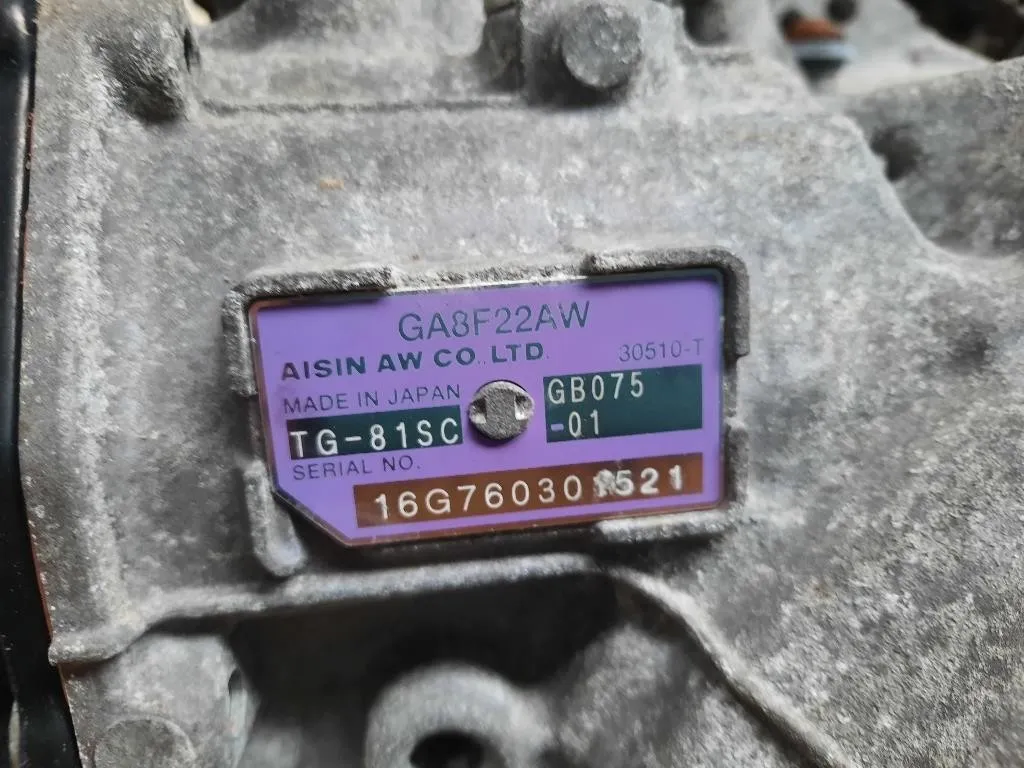 GA8F22AW
AISIN AW CO.,LTD.
30510-T
MADE IN JAPAN
GB075
-01
TG-81SC
SERIAL NO.